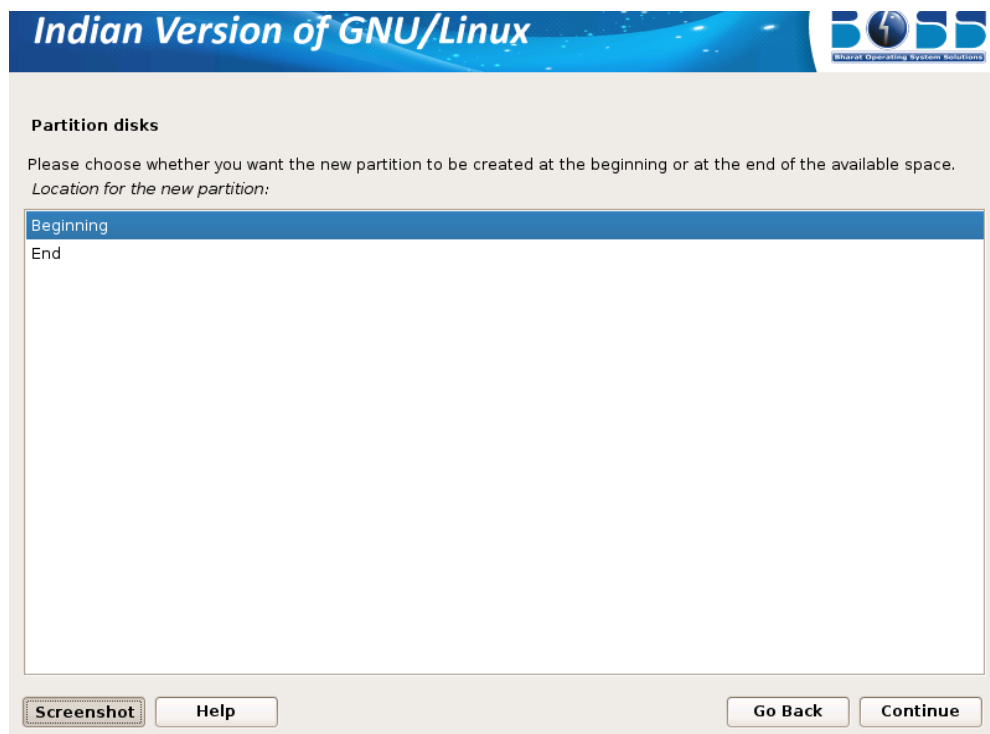 Indian Version of GNU/Linux
BOSS
Bharat Operating System Solutions
Partition disks
Please choose whether you want the new partition to be created at the beginning or at the end of the available space.
Location for the new partition:
Beginning
End
Screenshot Help Go Back Continue